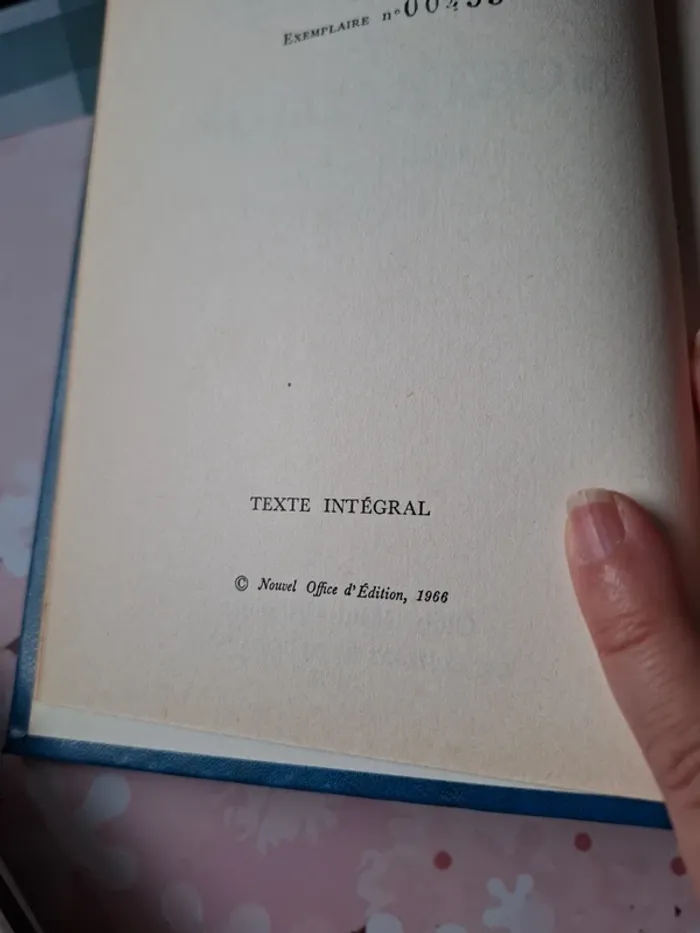 EXEMPLAIRE n°
TEXTE INTÉGRAL
© Nouvel Office d'Édition, 1966